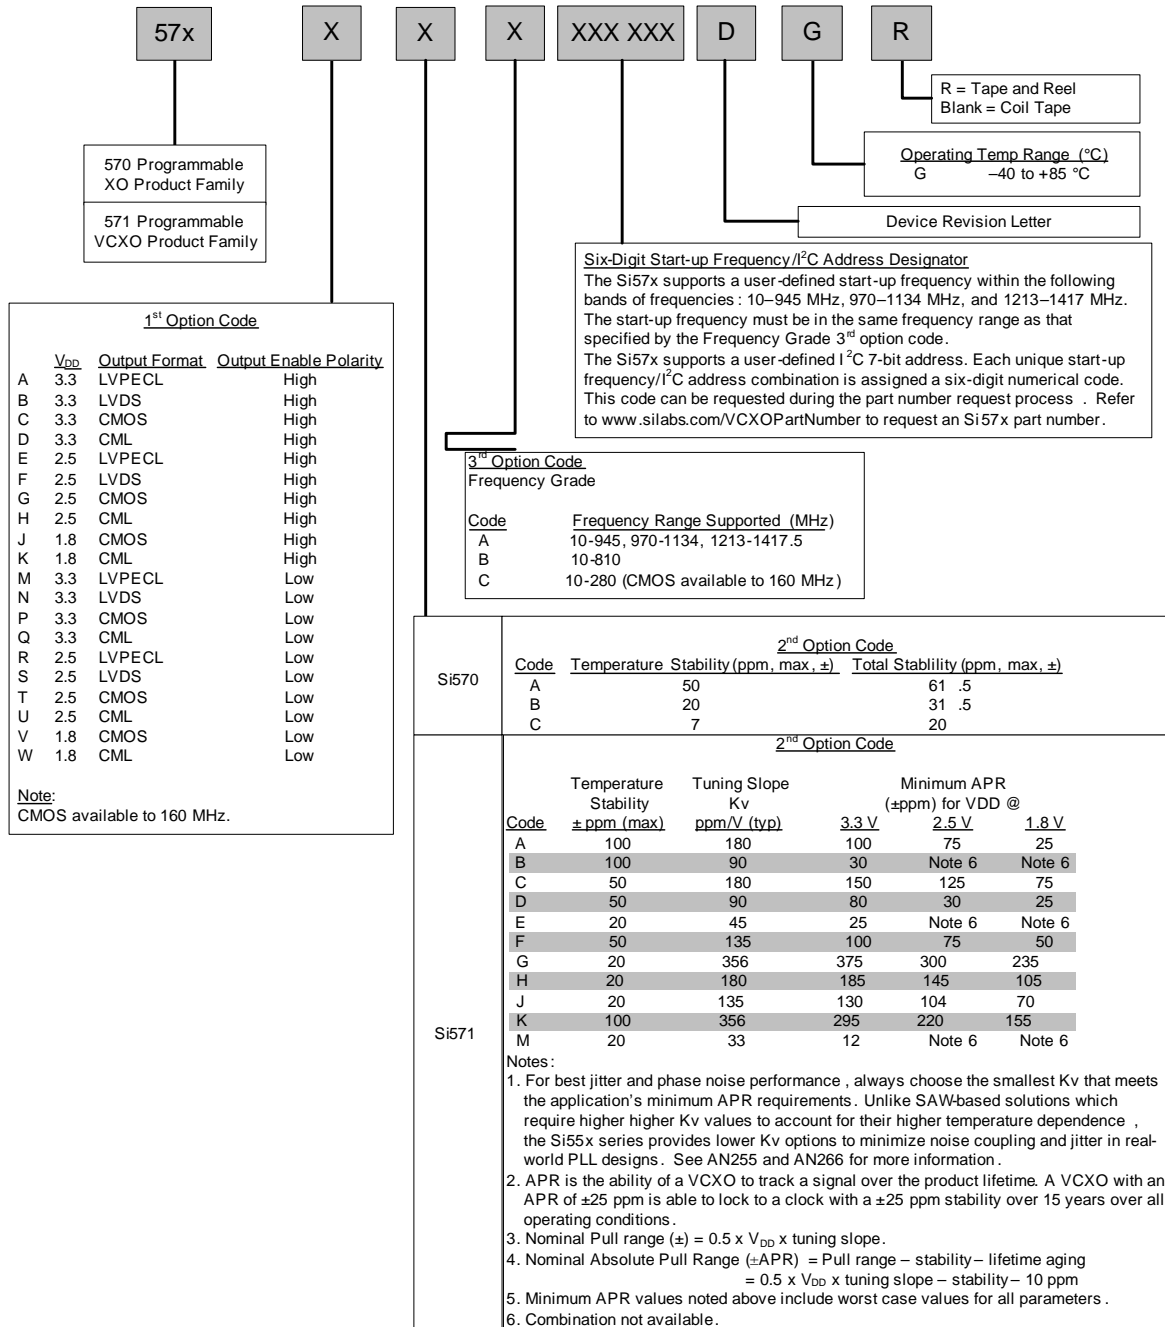 57x X X X XXX XXX D G R
R = Tape and Reel
Blank = Coil Tape
Operating Temp Range (°C)
G –40 to +85 °C
Device Revision Letter
570 Programmable
XO Product Family
571 Programmable
VCXO Product Family
Six-Digit Start-up Frequency/I²C Address Designator
The Si57x supports a user-defined start-up frequency within the following
bands of frequencies: 10–945 MHz, 970–1134 MHz, and 1213–1417 MHz.
The start-up frequency must be in the same frequency range as that
specified by the Frequency Grade 3rd option code.
The Si57x supports a user-defined I²C 7-bit address. Each unique start-up
frequency/I²C address combination is assigned a six-digit numerical code.
This code can be requested during the part number request process . Refer
to www.silabs.com/VCXOPartNumber to request an Si57x part number.
1st Option Code
VDD Output Format Output Enable Polarity
A 3.3 LVPECL High
B 3.3 LVDS High
C 3.3 CMOS High
D 3.3 CML High
E 2.5 LVPECL High
F 2.5 LVDS High
G 2.5 CMOS High
H 2.5 CML High
J 1.8 CMOS High
K 1.8 CML High
M 3.3 LVPECL Low
N 3.3 LVDS Low
P 3.3 CMOS Low
Q 3.3 CML Low
R 2.5 LVPECL Low
S 2.5 LVDS Low
T 2.5 CMOS Low
U 2.5 CML Low
V 1.8 CMOS Low
W 1.8 CML Low
Note:
CMOS available to 160 MHz.
3rd Option Code
Frequency Grade
Code Frequency Range Supported (MHz)
A 10-945, 970-1134, 1213-1417.5
B 10-810
C 10-280 (CMOS available to 160 MHz)
Si570
2nd Option Code
Code Temperature Stability (ppm, max, ±) Total Stablility (ppm, max, ±)
A 50 61 .5
B 20 31 .5
C 7 20
Si571
2nd Option Code
Temperature Tuning Slope Minimum APR
Stability Kv (±ppm) for VDD @
Code ± ppm (max) ppm/V (typ) 3.3 V 2.5 V 1.8 V
A 100 180 100 75 25
B 100 90 30 Note 6 Note 6
C 50 180 150 125 75
D 50 90 80 30 25
E 20 45 25 Note 6 Note 6
F 50 135 100 75 50
G 20 356 375 300 235
H 20 180 185 145 105
J 20 135 130 104 70
K 100 356 295 220 155
M 20 33 12 Note 6 Note 6
Notes:
1. For best jitter and phase noise performance , always choose the smallest Kv that meets
the application's minimum APR requirements. Unlike SAW-based solutions which
require higher higher Kv values to account for their higher temperature dependence ,
the Si55x series provides lower Kv options to minimize noise coupling and jitter in real-
world PLL designs. See AN255 and AN266 for more information.
2. APR is the ability of a VCXO to track a signal over the product lifetime. A VCXO with an
APR of ±25 ppm is able to lock to a clock with a ±25 ppm stability over 15 years over all
operating conditions.
3. Nominal Pull range (±) = 0.5 x VDD x tuning slope.
4. Nominal Absolute Pull Range (±APR) = Pull range – stability – lifetime aging
= 0.5 x VDD x tuning slope – stability – 10 ppm
5. Minimum APR values noted above include worst case values for all parameters.
6. Combination not available.